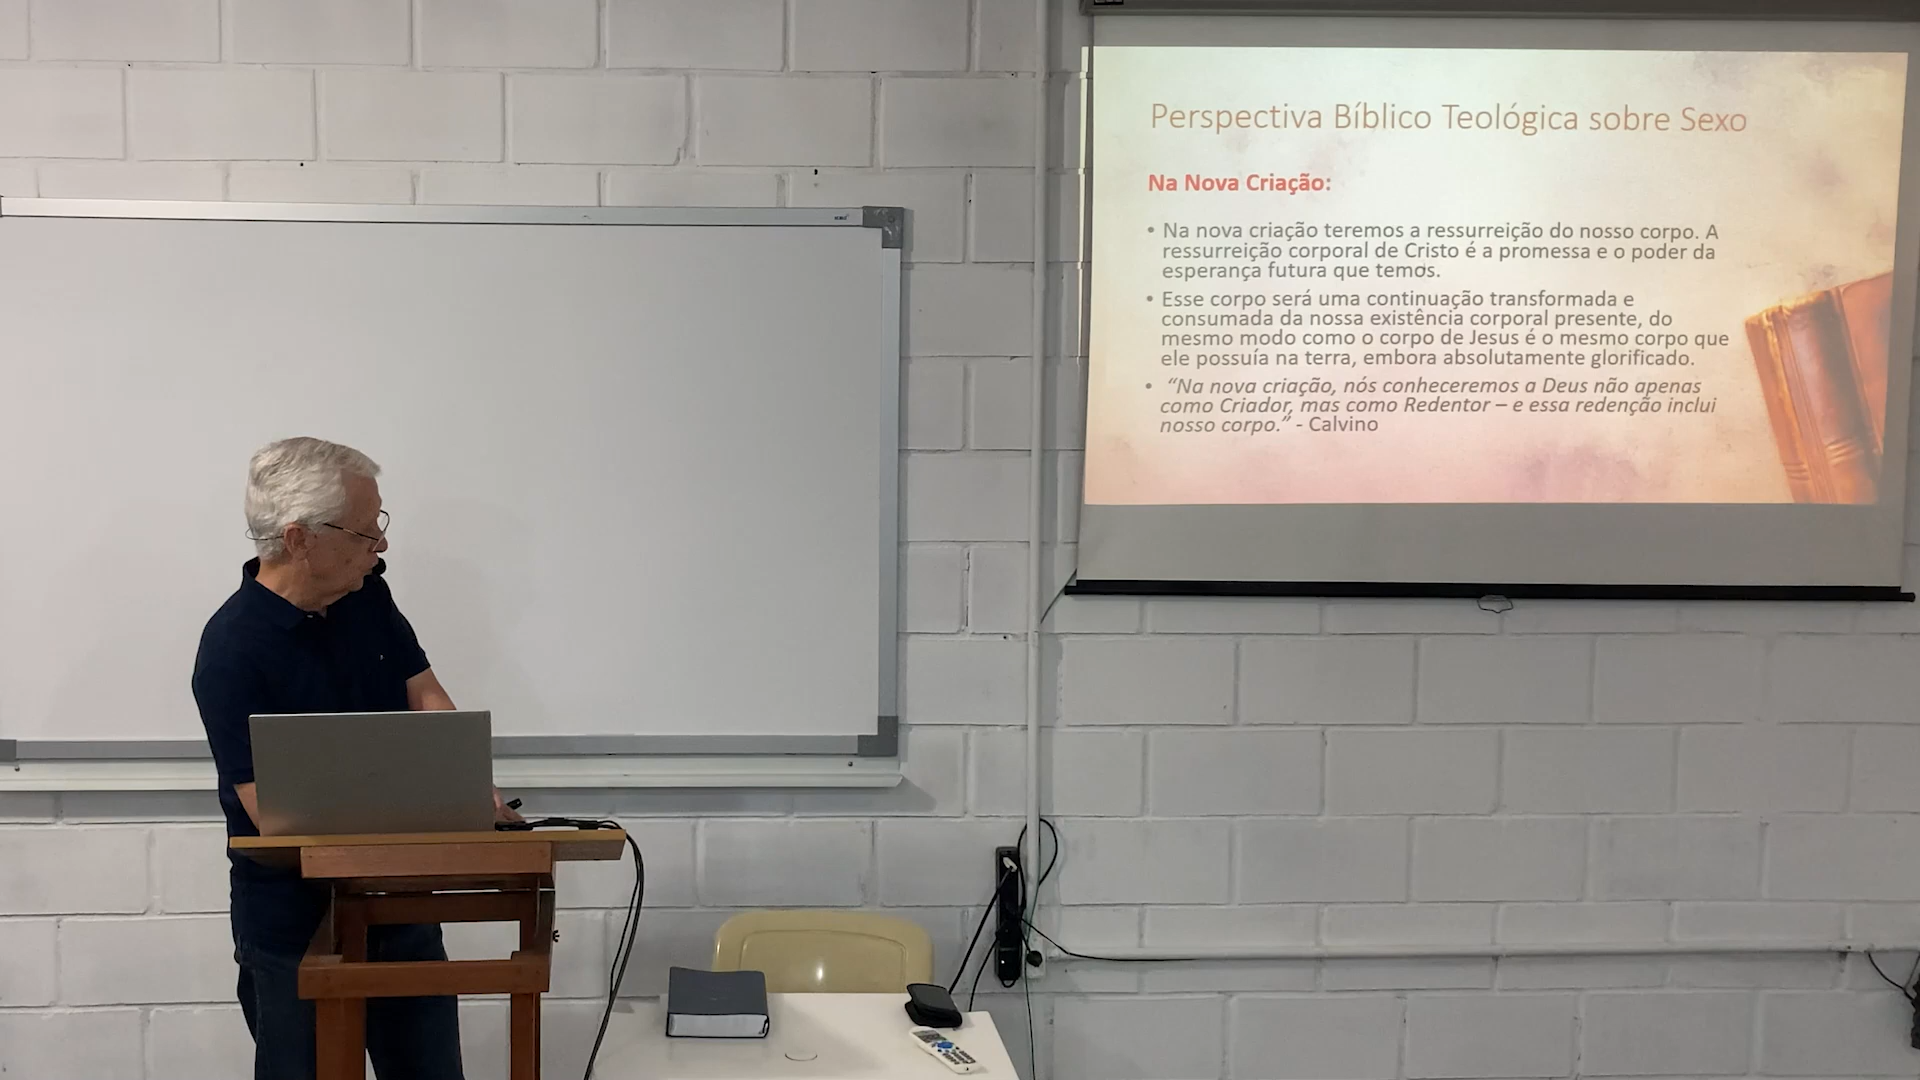 Perspectiva Bíblico Teológica sobre Sexo
Na Nova Criação:
• Na nova criação teremos a ressurreição do nosso corpo. A
ressurreição corporal de Cristo é a promessa e o poder da
esperança futura que temos.
• Esse corpo será uma continuação transformada e
consumada da nossa existência corporal presente, do
mesmo modo como o corpo de Jesus é o mesmo corpo que
ele possuía na terra, embora absolutamente glorificado.
• “Na nova criação, nós conheceremos a Deus não apenas
como Criador, mas como Redentor – e essa redenção inclui
nosso corpo.” - Calvino